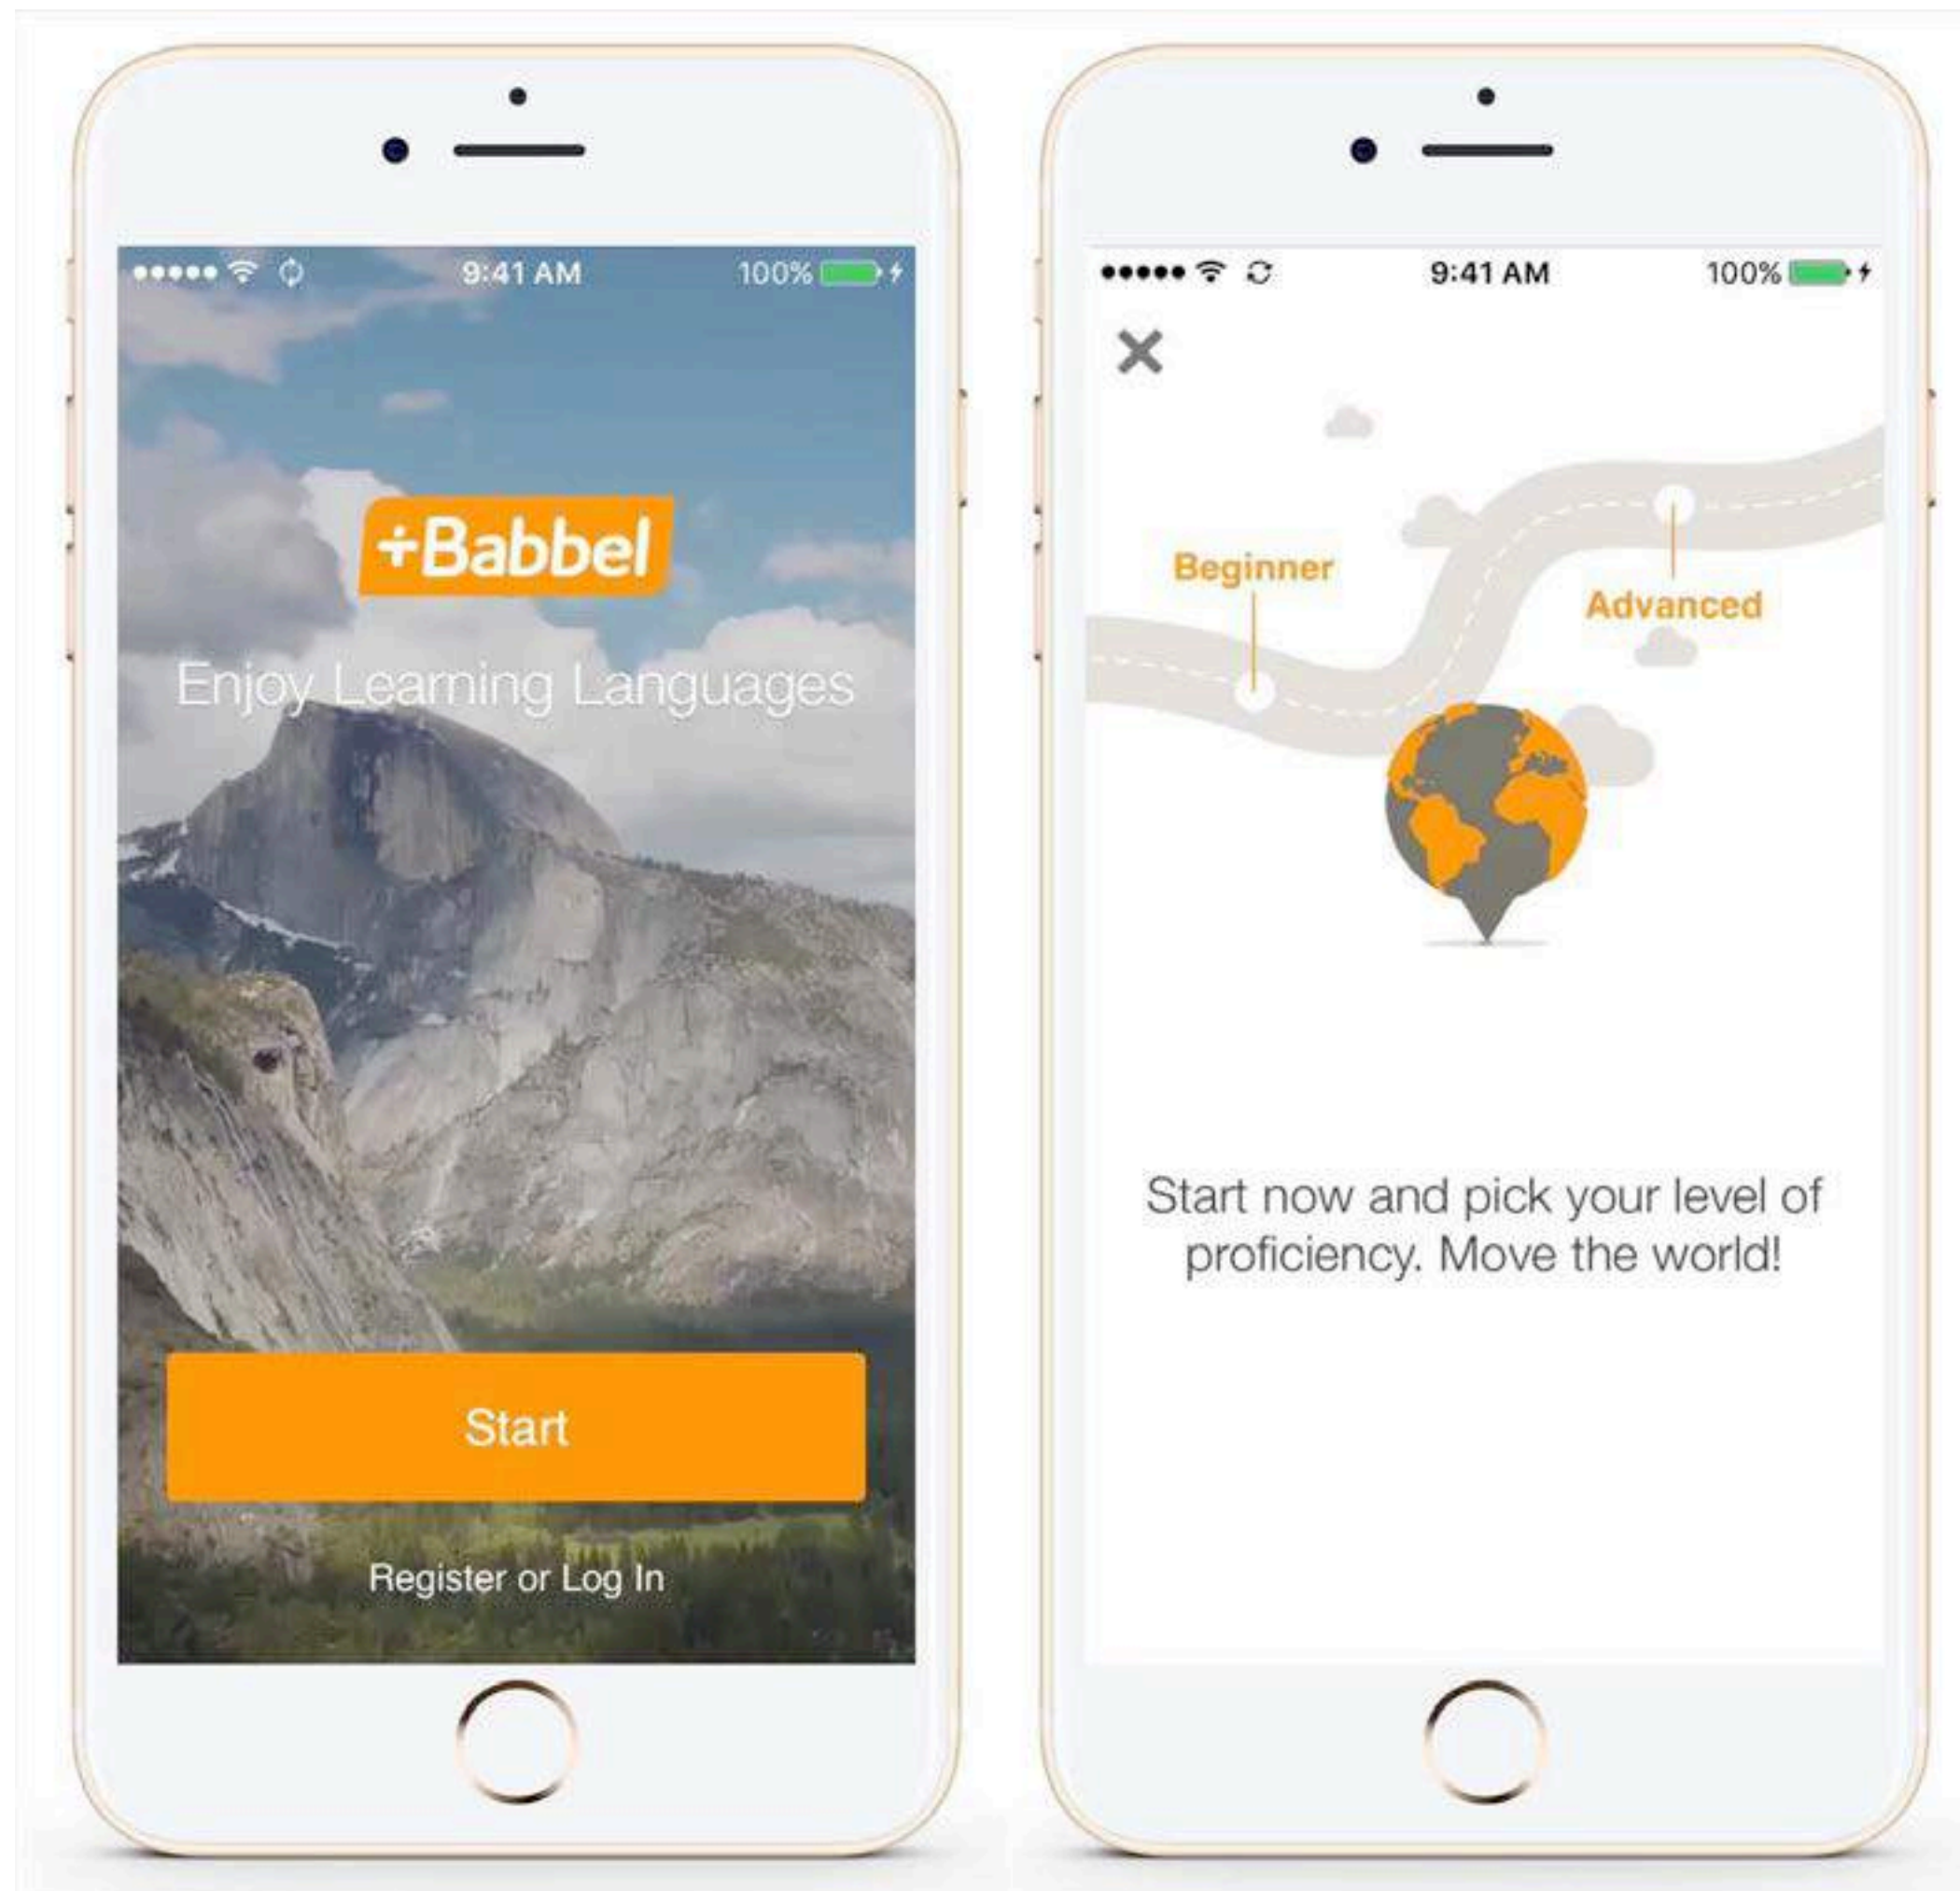 9:41 AM 100%
+Babbel
Enjoy Learning Languages
Start
Register or Log In
9:41 AM 100%
Beginner
Advanced
Start now and pick your level of
proficiency. Move the world!